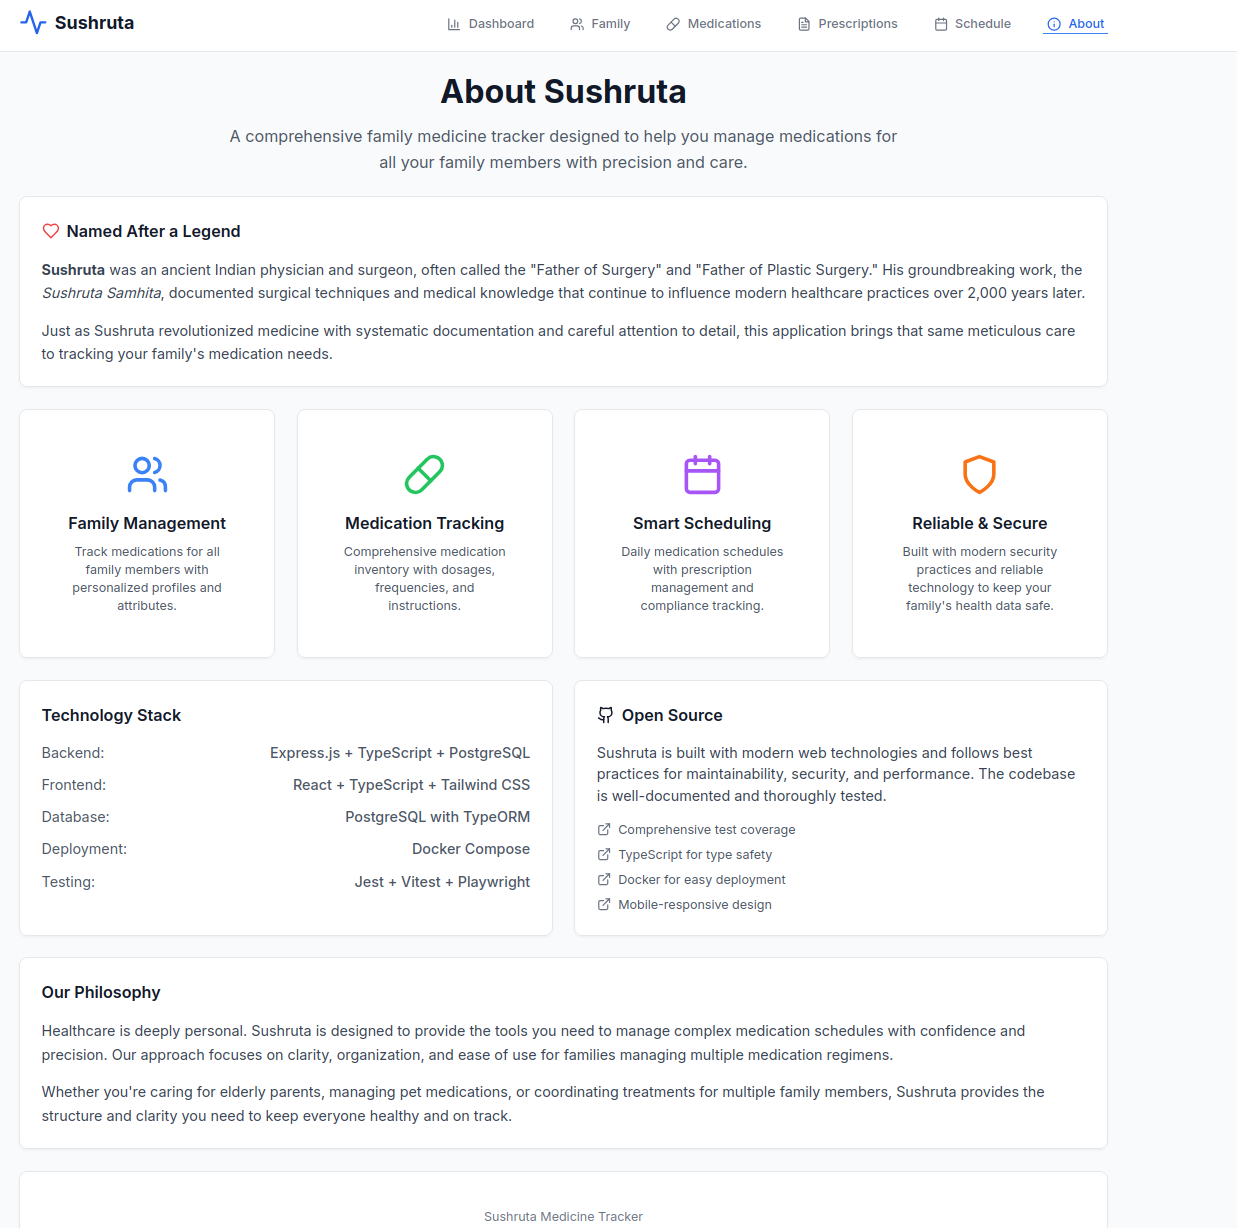 Sushruta
Dashboard
Family
Medications
Prescriptions
Schedule
About
About Sushruta
A comprehensive family medicine tracker designed to help you manage medications for
all your family members with precision and care.
Named After a Legend
Sushruta was an ancient Indian physician and surgeon, often called the "Father of Surgery" and "Father of Plastic Surgery." His groundbreaking work, the
Sushruta Samhita, documented surgical techniques and medical knowledge that continue to influence modern healthcare practices over 2,000 years later.
Just as Sushruta revolutionized medicine with systematic documentation and careful attention to detail, this application brings that same meticulous care
to tracking your family's medication needs.
Family Management
Track medications for all
family members with
personalized profiles and
attributes.
Medication Tracking
Comprehensive medication
inventory with dosages,
frequencies, and
instructions.
Smart Scheduling
Daily medication schedules
with prescription
management and
compliance tracking.
Reliable & Secure
Built with modern security
practices and reliable
technology to keep your
family's health data safe.
Technology Stack
Backend: Express.js + TypeScript + PostgreSQL
Frontend: React + TypeScript + Tailwind CSS
Database: PostgreSQL with TypeORM
Deployment: Docker Compose
Testing: Jest + Vitest + Playwright
Open Source
Sushruta is built with modern web technologies and follows best
practices for maintainability, security, and performance. The codebase
is well-documented and thoroughly tested.
Comprehensive test coverage
TypeScript for type safety
Docker for easy deployment
Mobile-responsive design
Our Philosophy
Healthcare is deeply personal. Sushruta is designed to provide the tools you need to manage complex medication schedules with confidence and
precision. Our approach focuses on clarity, organization, and ease of use for families managing multiple medication regimens.
Whether you're caring for elderly parents, managing pet medications, or coordinating treatments for multiple family members, Sushruta provides the
structure and clarity you need to keep everyone healthy and on track.
Sushruta Medicine Tracker